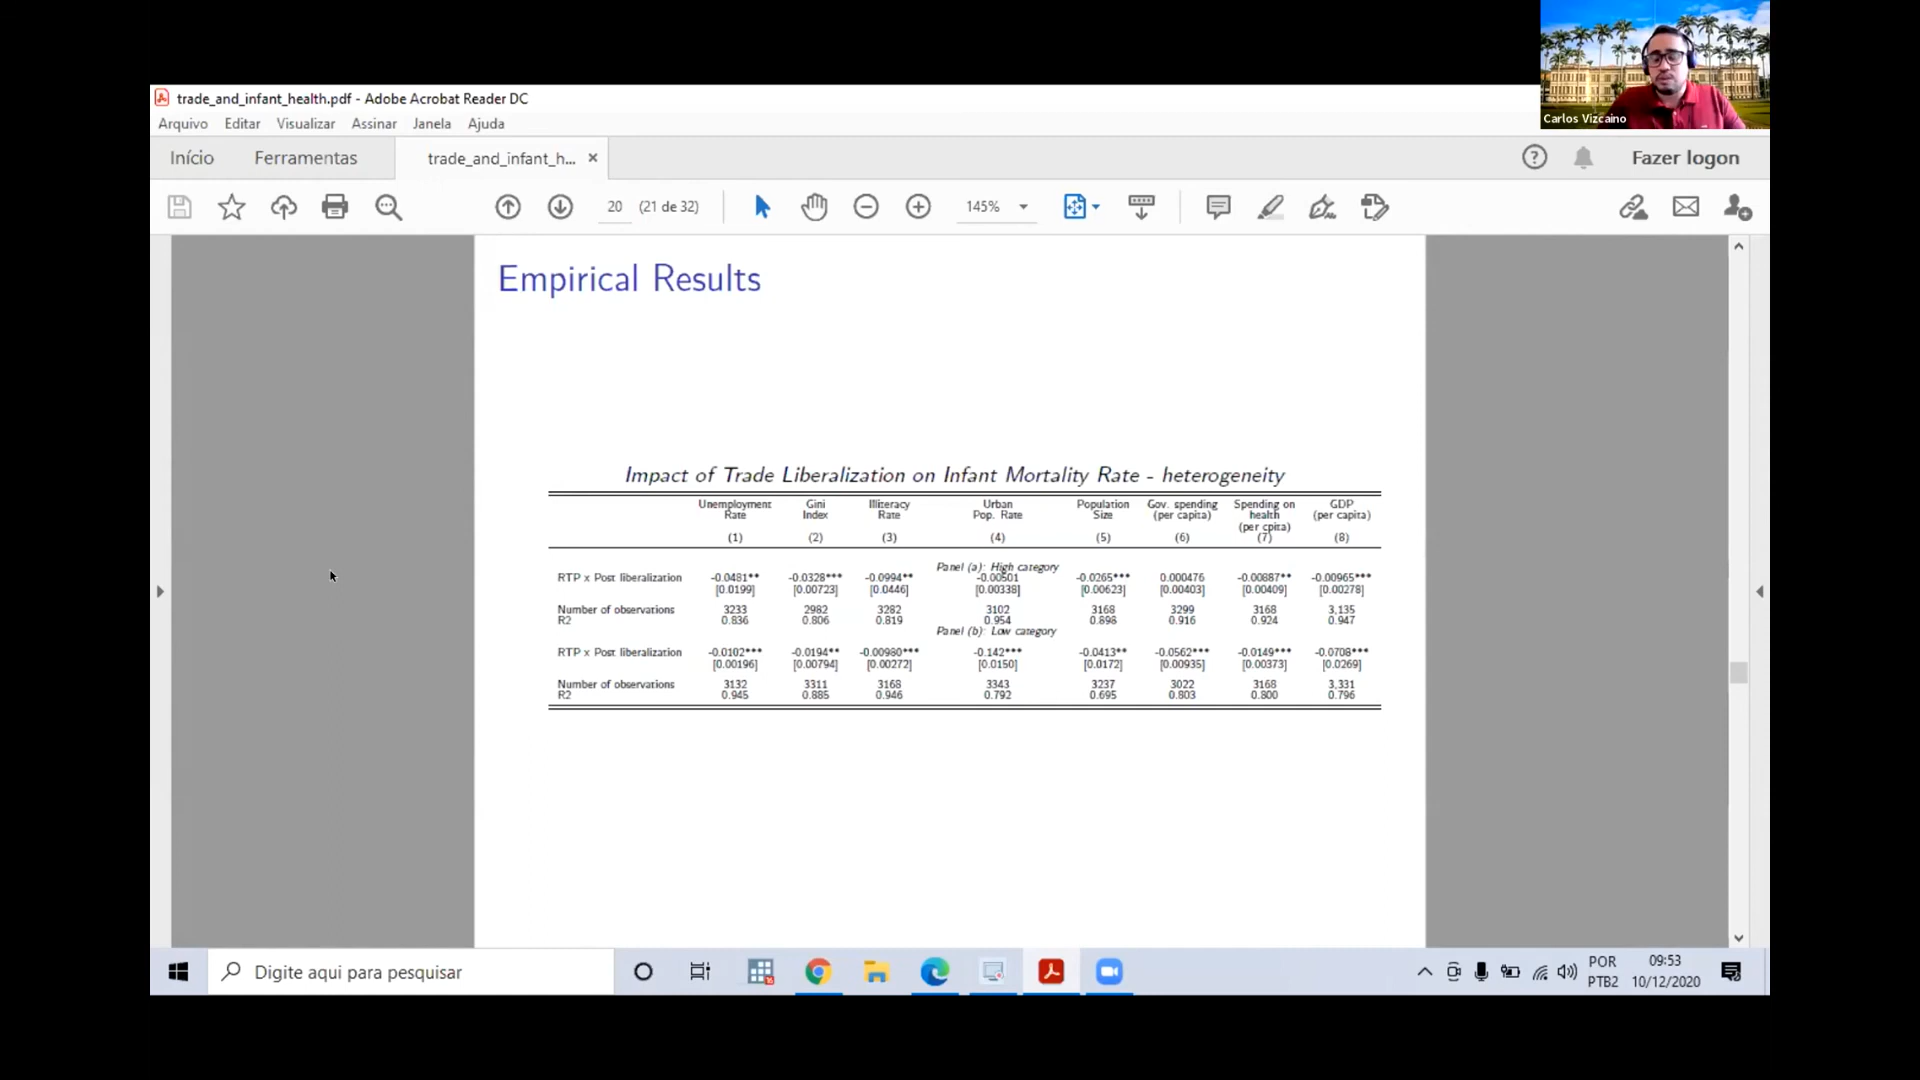 Carlos Vizcaino
trade_and_infant_health.pdf - Adobe Acrobat Reader DC
Arquivo Editar Visualizar Assinar Janela Ajuda
Início Ferramentas trade_and_infant_h... × Fazer logon
20 (21 de 32) 145%
Empirical Results
Impact of Trade Liberalization on Infant Mortality Rate - heterogeneity
Unemployment Gini Illiteracy Urban Population Gov. spending Spending on GDP
Rate Index Rate Pop. Rate Size (per capita) health (per capita)
(per cpita)
(1) (2) (3) (4) (5) (6) (7) (8)
Panel (a): High category
RTP x Post liberalization -0.0481** -0.0328*** -0.0994** -0.00501 -0.0265*** 0.000476 -0.00887** -0.00965***
[0.0199] [0.00723] [0.0446] [0.00338] [0.00623] [0.00403] [0.00409] [0.00278]
Number of observations 3233 2982 3282 3102 3168 3299 3168 3,135
R2 0.836 0.806 0.819 0.954 0.898 0.916 0.924 0.947
Panel (b): Low category
RTP x Post liberalization -0.0102*** -0.0194** -0.00980*** -0.142*** -0.0413** -0.0562*** -0.0149*** -0.0708***
[0.00196] [0.00794] [0.00272] [0.0150] [0.0172] [0.00935] [0.00373] [0.0269]
Number of observations 3132 3311 3168 3343 3237 3022 3168 3,331
R2 0.945 0.885 0.946 0.792 0.695 0.803 0.800 0.796
Digite aqui para pesquisar
POR 09:53
PTB2 10/12/2020